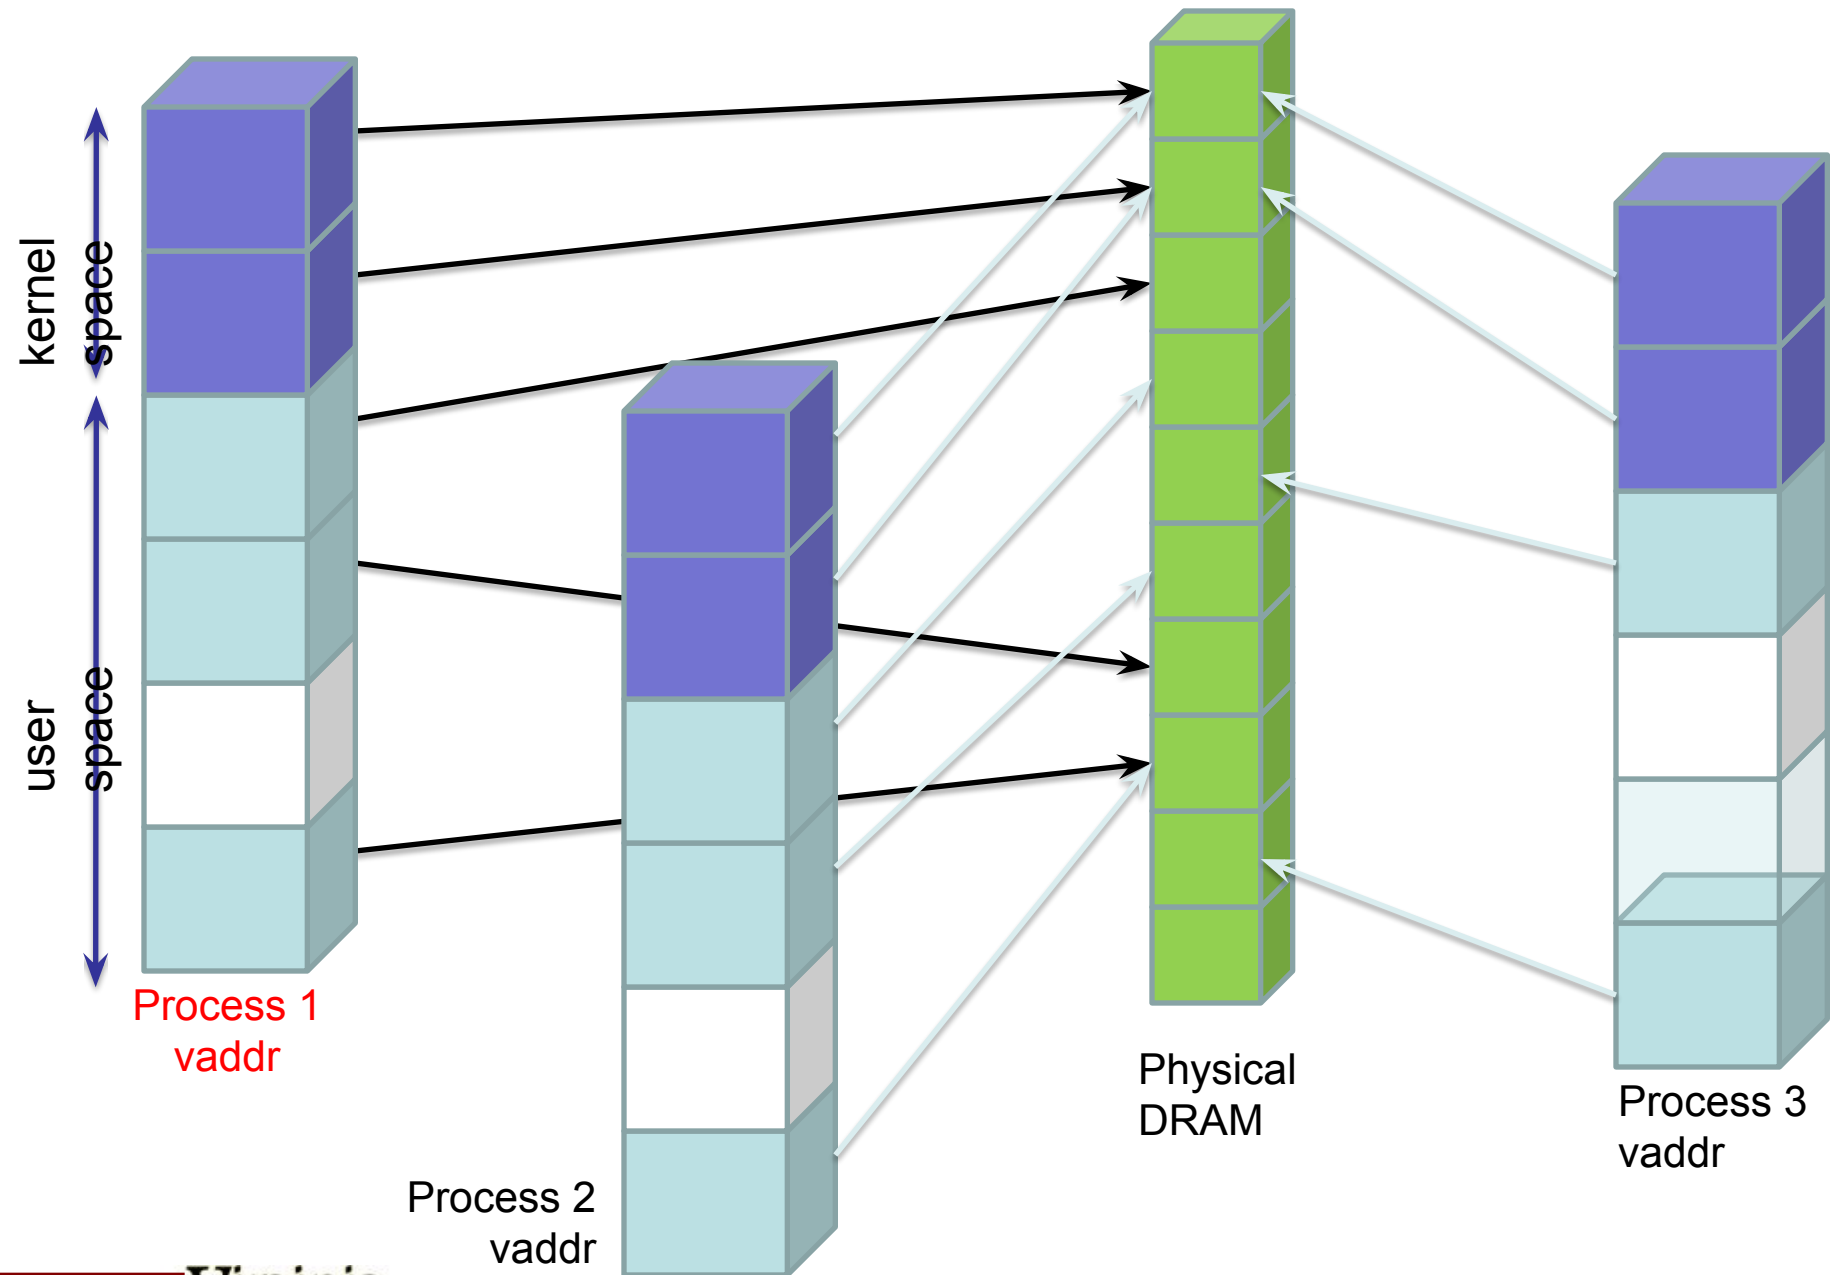 kernel
space
user
space
Process 1
vaddr
Process 2
vaddr
Physical
DRAM
Process 3
vaddr